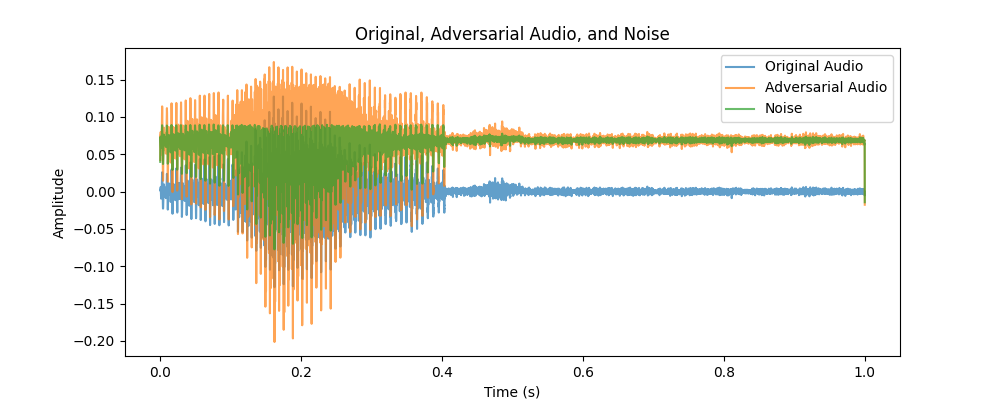 Original, Adversarial Audio, and Noise
Original Audio
Adversarial Audio
Noise
Amplitude
0.15
0.10
0.05
0.00
−0.05
−0.10
−0.15
−0.20
0.0 0.2 0.4 0.6 0.8 1.0
Time (s)